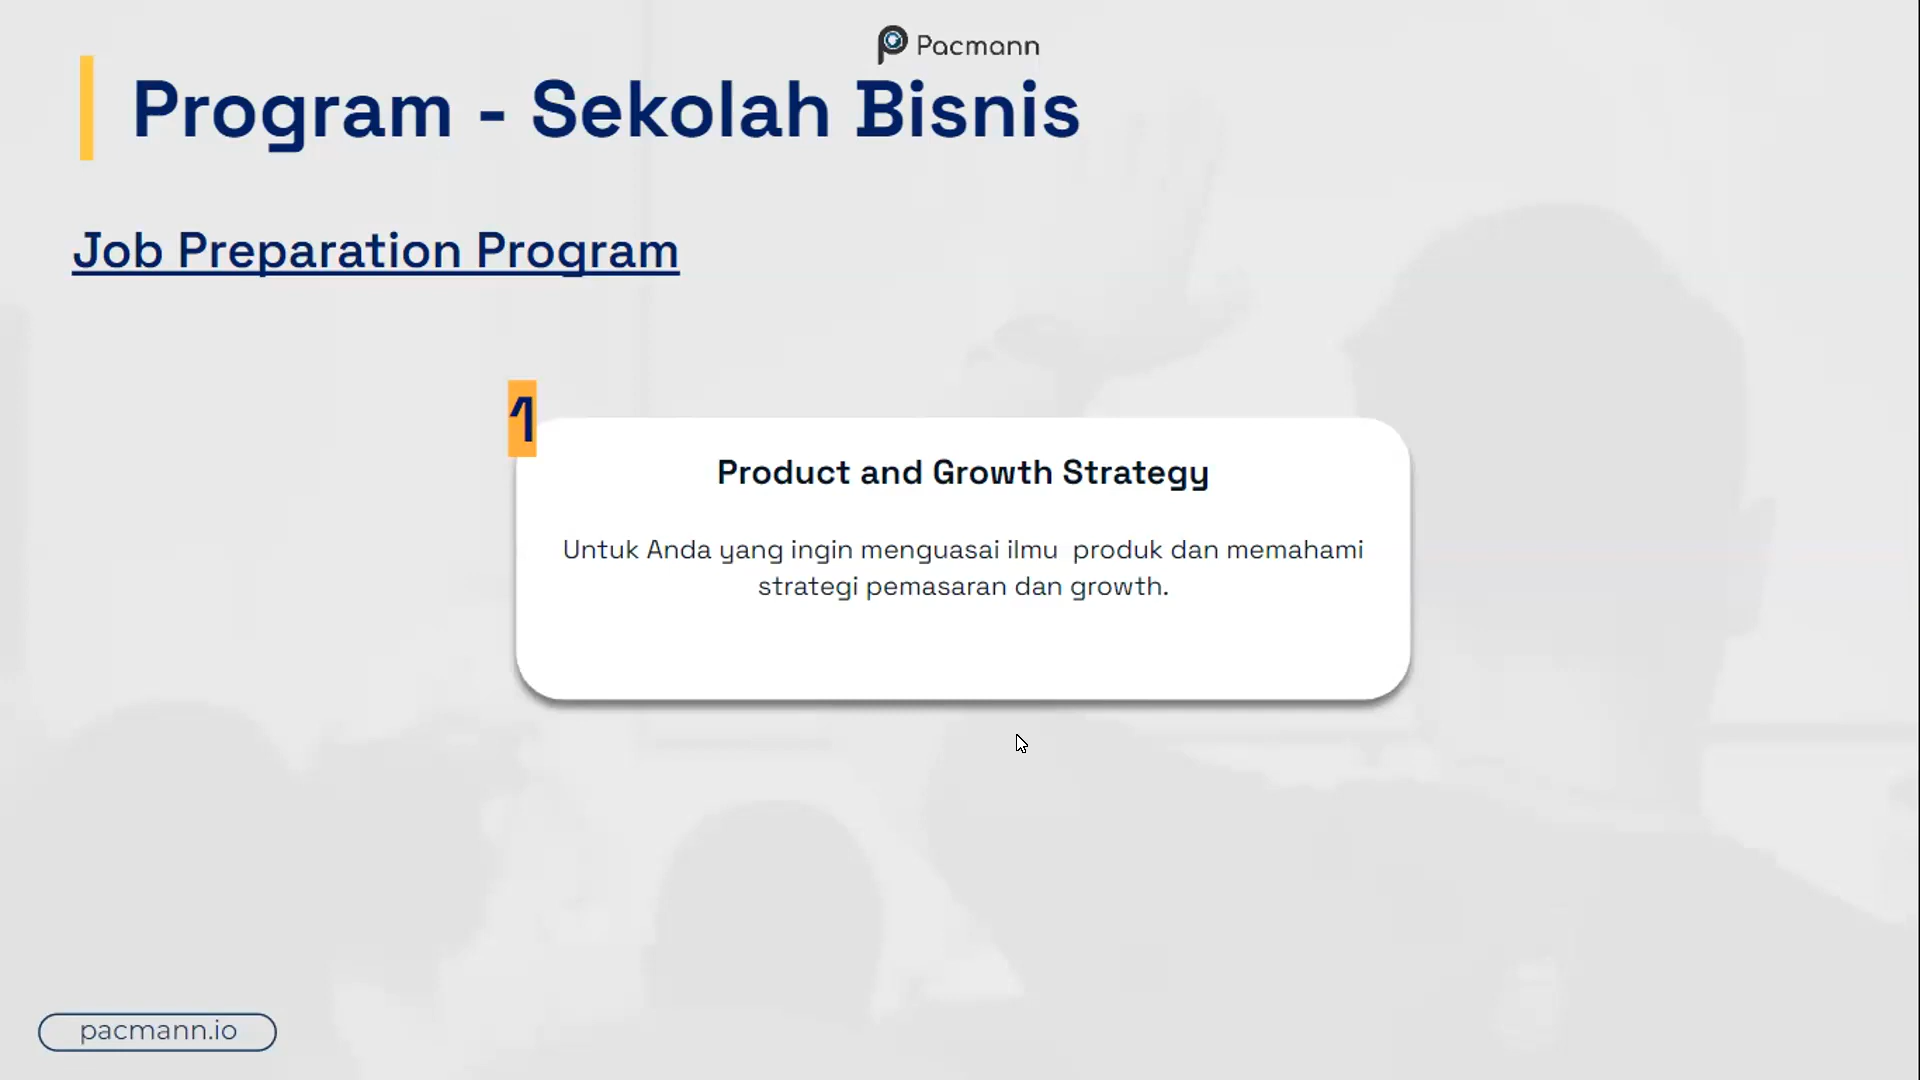 Pacmann
Program - Sekolah Bisnis
Job Preparation Program
1
Product and Growth Strategy
Untuk Anda yang ingin menguasai ilmu  produk dan memahami
strategi pemasaran dan growth.
pacmann.io